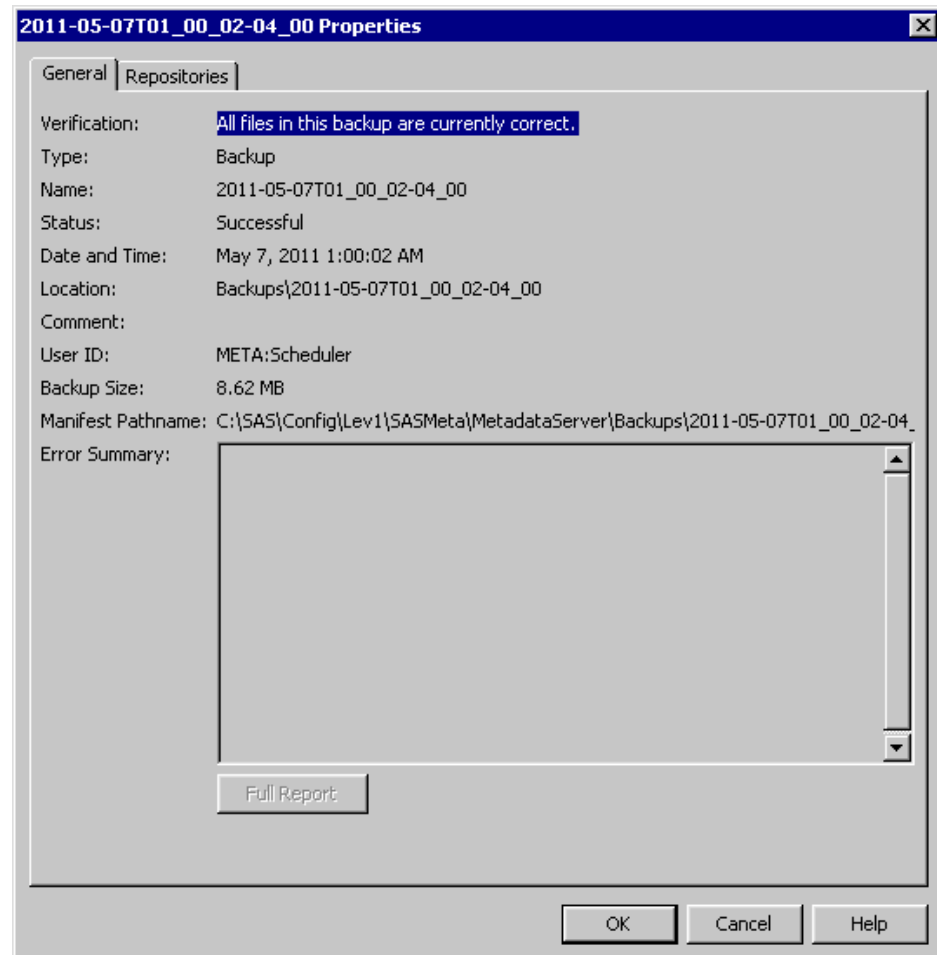 2011-05-07T01_00_02-04_00 Properties
General Repositories
Verification: All files in this backup are currently correct.
Type: Backup
Name: 2011-05-07T01_00_02-04_00
Status: Successful
Date and Time: May 7, 2011 1:00:02 AM
Location: Backups\2011-05-07T01_00_02-04_00
Comment:
User ID: META:Scheduler
Backup Size: 8.62 MB
Manifest Pathname: C:\SAS\Config\Lev1\SASMeta\MetadataServer\Backups\2011-05-07T01_00_02-04_
Error Summary:
Full Report
OK Cancel Help